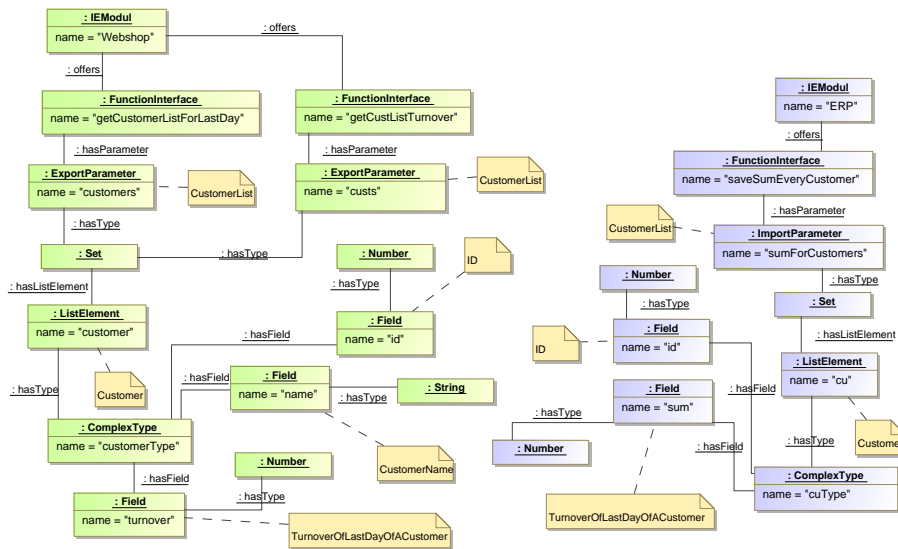 : IEModul
name = "Webshop"
: offers
: offers
: FunctionInterface
name = "getCustomerListForLastDay"
: FunctionInterface
name = "getCustListTurnover"
: hasParameter
: hasParameter
: ExportParameter
name = "customers"
CustomerList
: ExportParameter
name = "custs"
CustomerList
: hasType
: hasType
: Set
: hasListElement
: Number
: hasType
ID
: ListElement
name = "customer"
: Field
name = "id"
: hasField
: hasType
Customer
: hasField
: Field
name = "name"
: hasType
: String
: ComplexType
name = "customerType"
CustomerName
: hasField
: Number
: hasType
: Field
name = "turnover"
TurnoverOfLastDayOfACustomer
: IEModul
name = "ERP"
: offers
: FunctionInterface
name = "saveSumEveryCustomer"
: hasParameter
CustomerList
: ImportParameter
name = "sumForCustomers"
: hasType
: Number
: hasType
: Set
: hasListElement
ID
: Field
name = "id"
: ListElement
name = "cu"
: hasField
: Field
name = "sum"
: hasType
: hasType
: hasField
Custome
: Number
: ComplexType
name = "cuType"
TurnoverOfLastDayOfACustomer